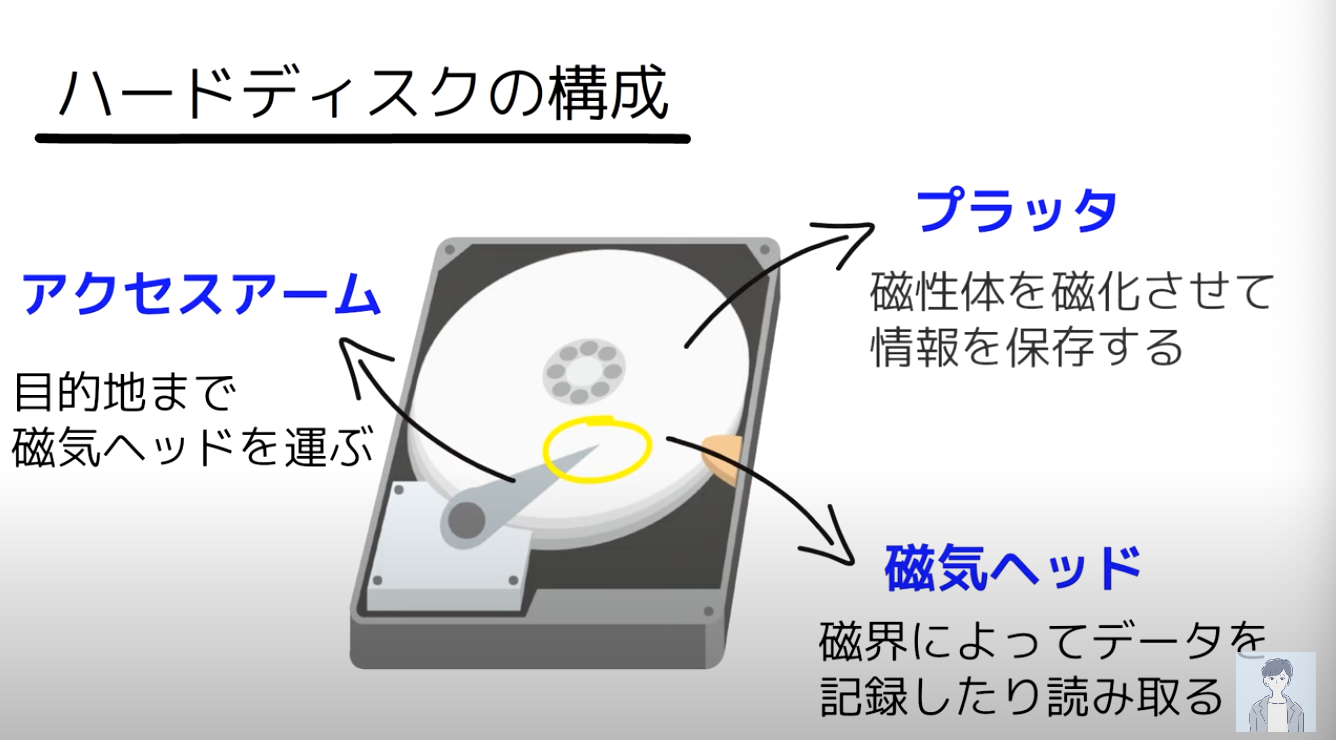 ハードディスクの構成
プラッタ
磁性体を磁化させて
情報を保存する
アクセスアーム
目的地まで
磁気ヘッドを運ぶ
磁気ヘッド
磁界によってデータを
記録したり読み取る